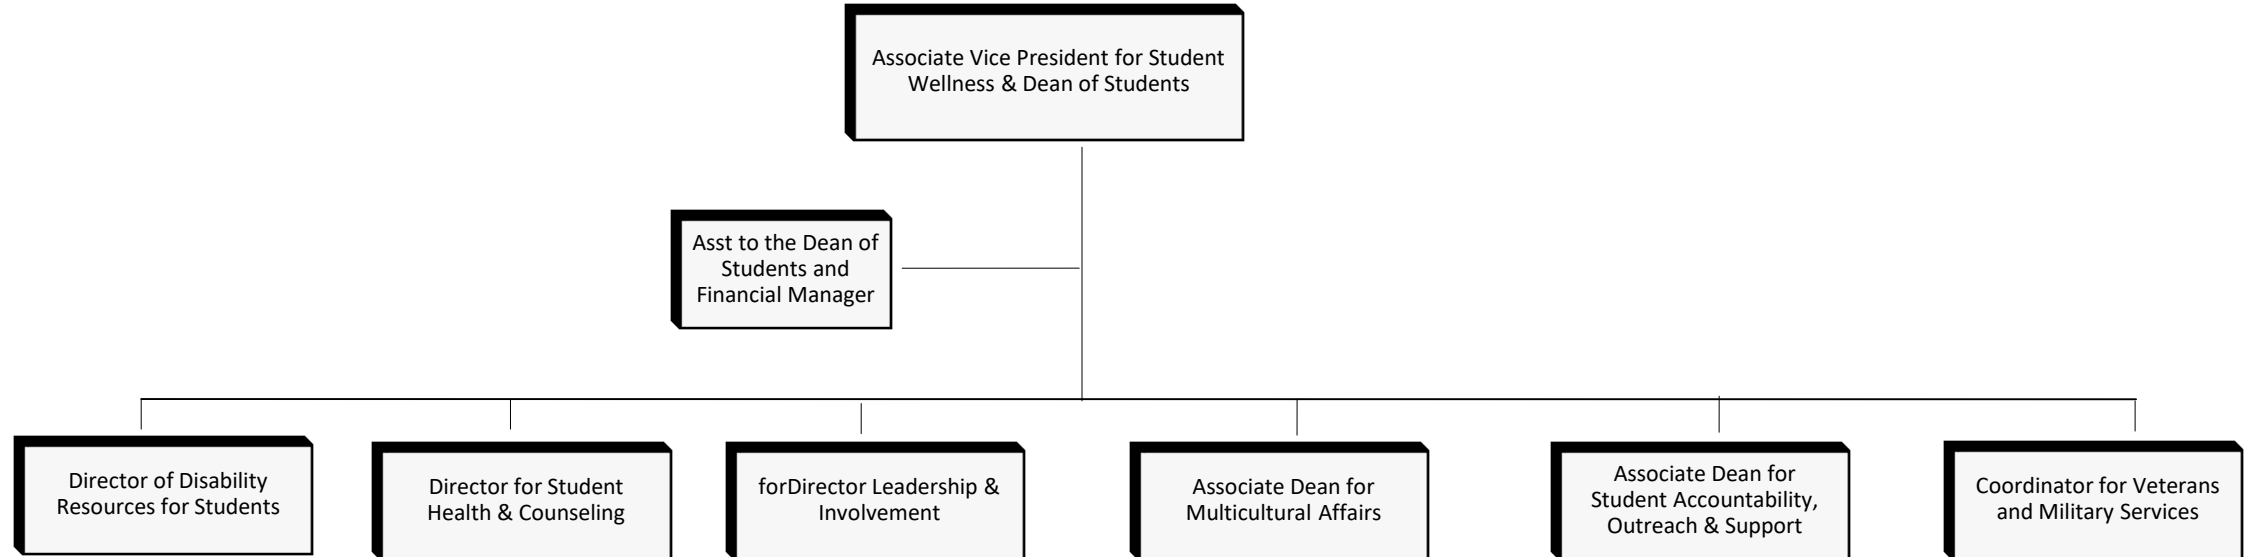 Associate Vice President for Student
Wellness & Dean of Students
Asst to the Dean of
Students and
Financial Manager
Director of Disability
Resources for Students
Director for Student
Health & Counseling
forDirector Leadership &
Involvement
Associate Dean for
Multicultural Affairs
Associate Dean for
Student Accountability,
Outreach & Support
Coordinator for Veterans
and Military Services